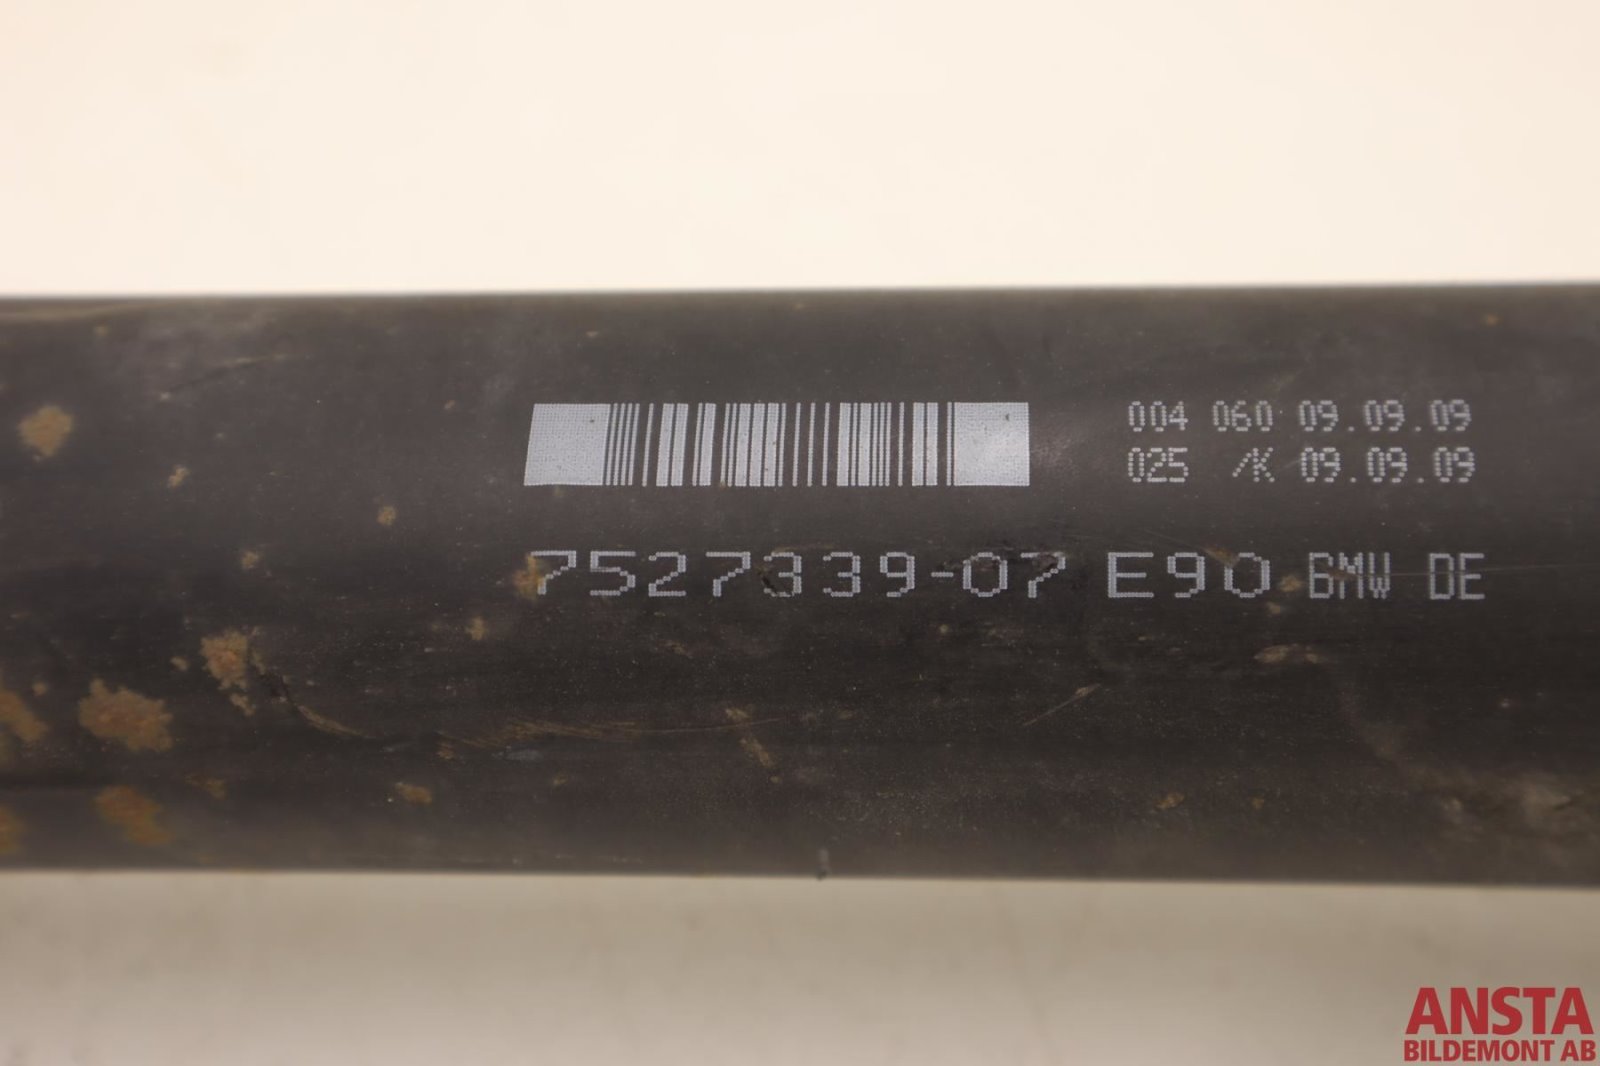 004 060 09.09.09
025 /K 09.09.09
7527339-07 E90 BMW DE
ANSTA
BILDEMONT AB